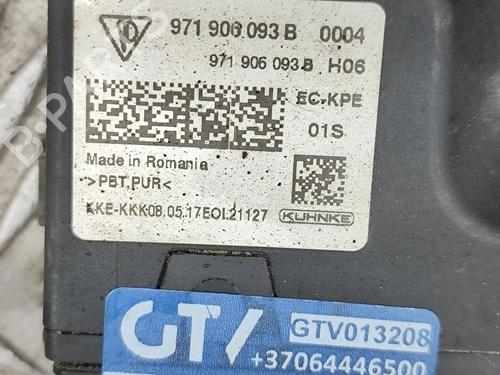 971 906 093 B 0004
971 906 093 B H06
EC.KPE
01S
Made in Romania
>PBT,PUR<
KKE-KKK08.05.17EOL21127 KUHNKE
GTV GTV013208
+37064446500
B-PARTS